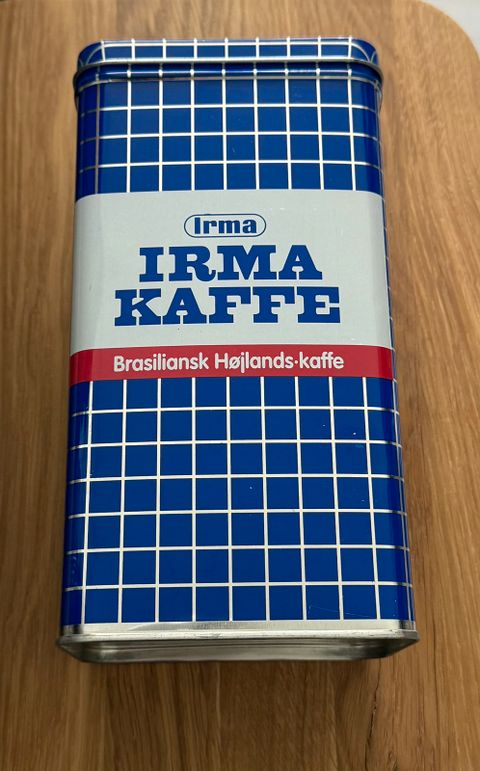 Irma
IRMA
KAFFE
Brasiliansk Højlands-kaffe